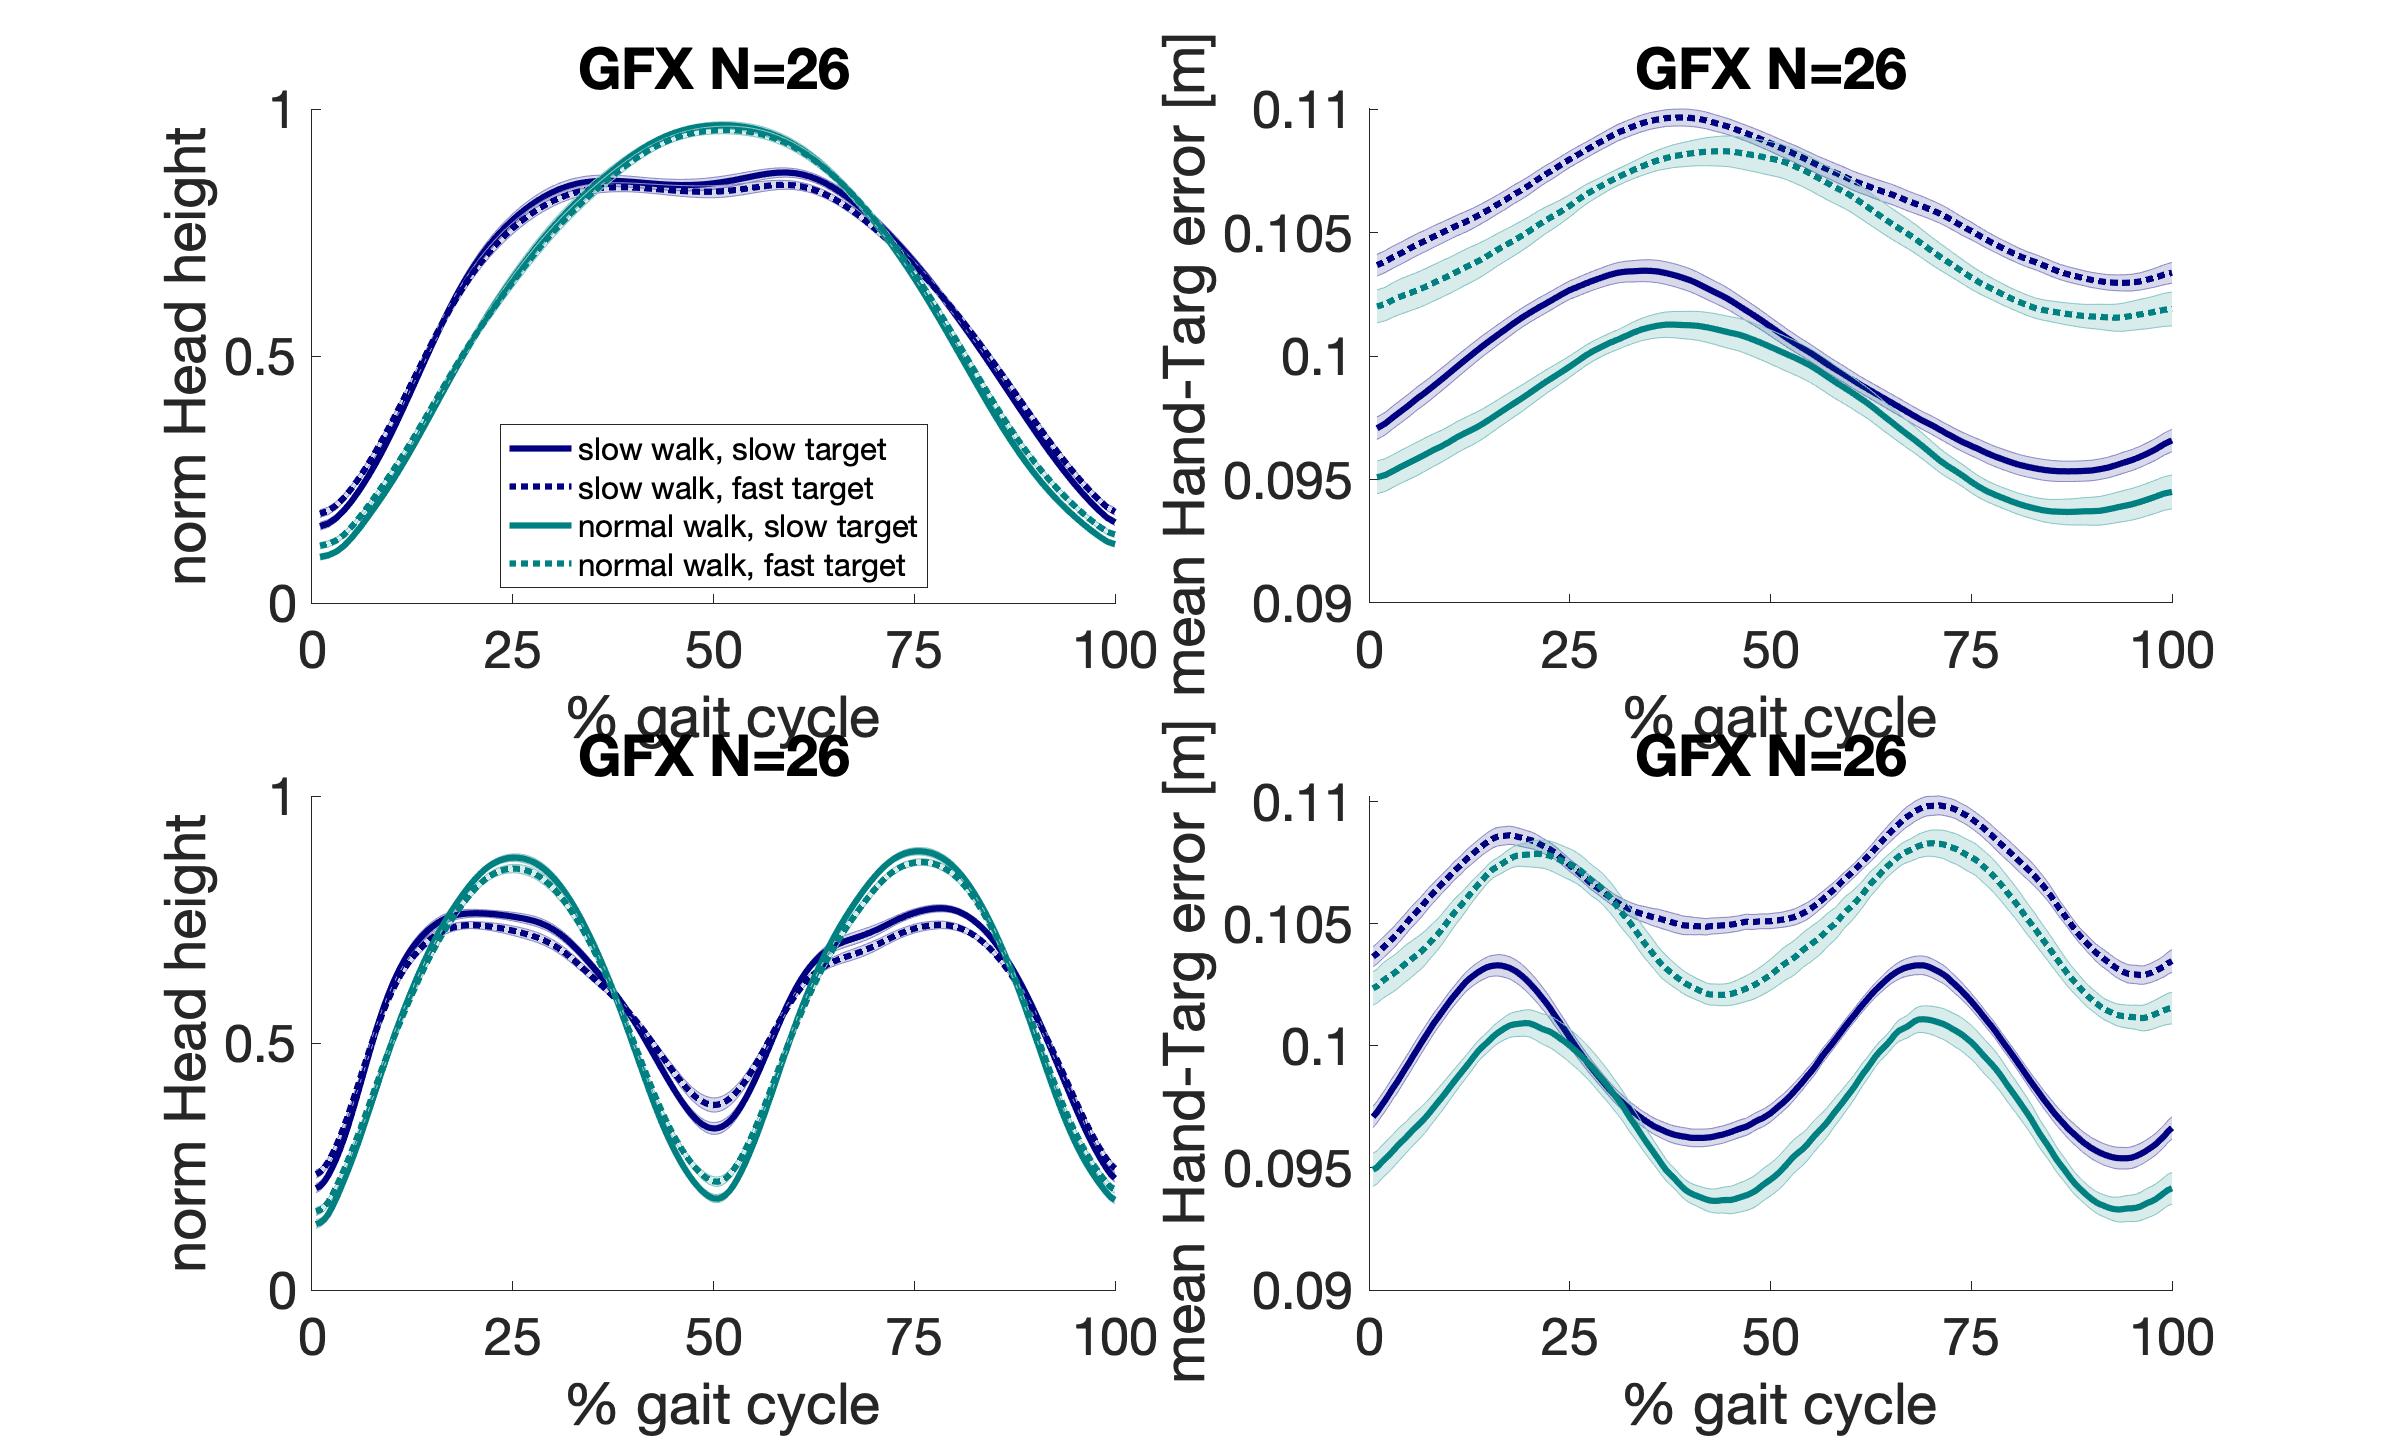 GFX N=26
norm Head height
1
0.5
0
0
25
50
75
100
% gait cycle
slow walk, slow target
slow walk, fast target
normal walk, slow target
normal walk, fast target
GFX N=26
mean Hand-Targ error [m]
0.11
0.105
0.1
0.095
0.09
0
25
50
75
100
% gait cycle
GFX N=26
norm Head height
1
0.5
0
0
25
50
75
100
% gait cycle
GFX N=26
mean Hand-Targ error [m]
0.11
0.105
0.1
0.095
0.09
0
25
50
75
100
% gait cycle